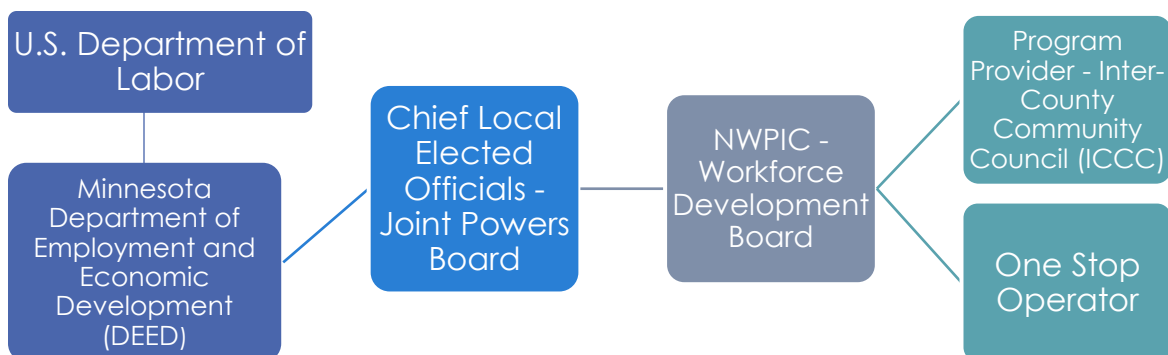 U.S. Department of
Labor
Minnesota
Department of
Employment and
Economic
Development
(DEED)
Chief Local
Elected
Officials -
Joint Powers
Board
NWPIC -
Workforce
Development
Board
Program
Provider - Inter-
County
Community
Council (ICCC)
One Stop
Operator